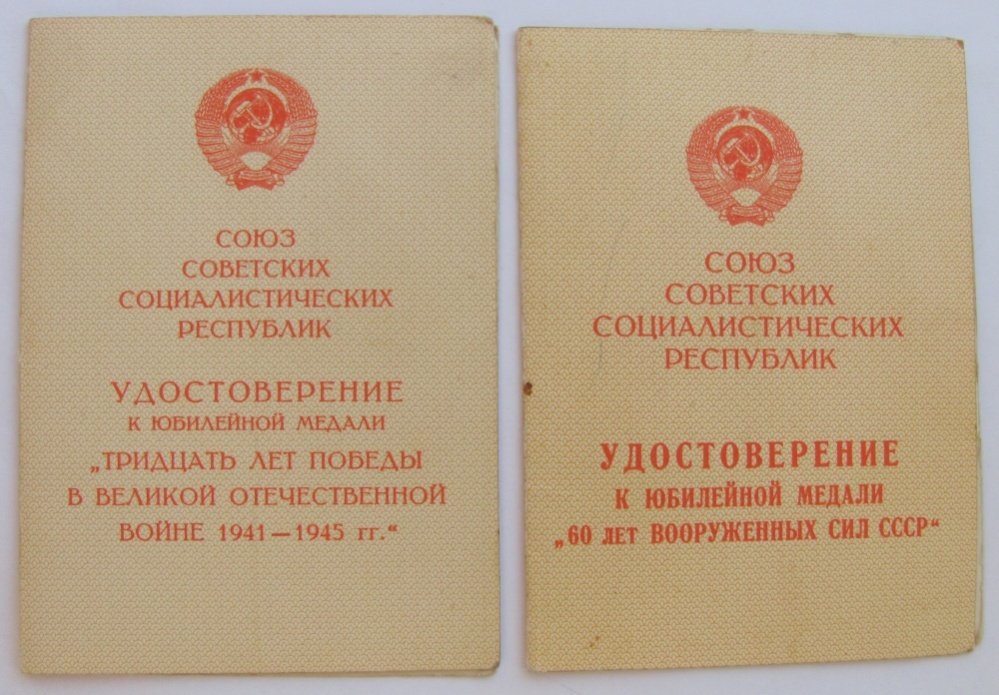 СОЮЗ
СОВЕТСКИХ
СОЦИАЛИСТИЧЕСКИХ
РЕСПУБЛИК
УДОСТОВЕРЕНИЕ
К ЮБИЛЕЙНОЙ МЕДАЛИ
„ТРИДЦАТЬ ЛЕТ ПОБЕДЫ
В ВЕЛИКОЙ ОТЕЧЕСТВЕННОЙ
ВОЙНЕ 1941—1945 гг.“
СОЮЗ
СОВЕТСКИХ
СОЦИАЛИСТИЧЕСКИХ
РЕСПУБЛИК
УДОСТОВЕРЕНИЕ
К ЮБИЛЕЙНОЙ МЕДАЛИ
„60 ЛЕТ ВООРУЖЕННЫХ СИЛ СССР“